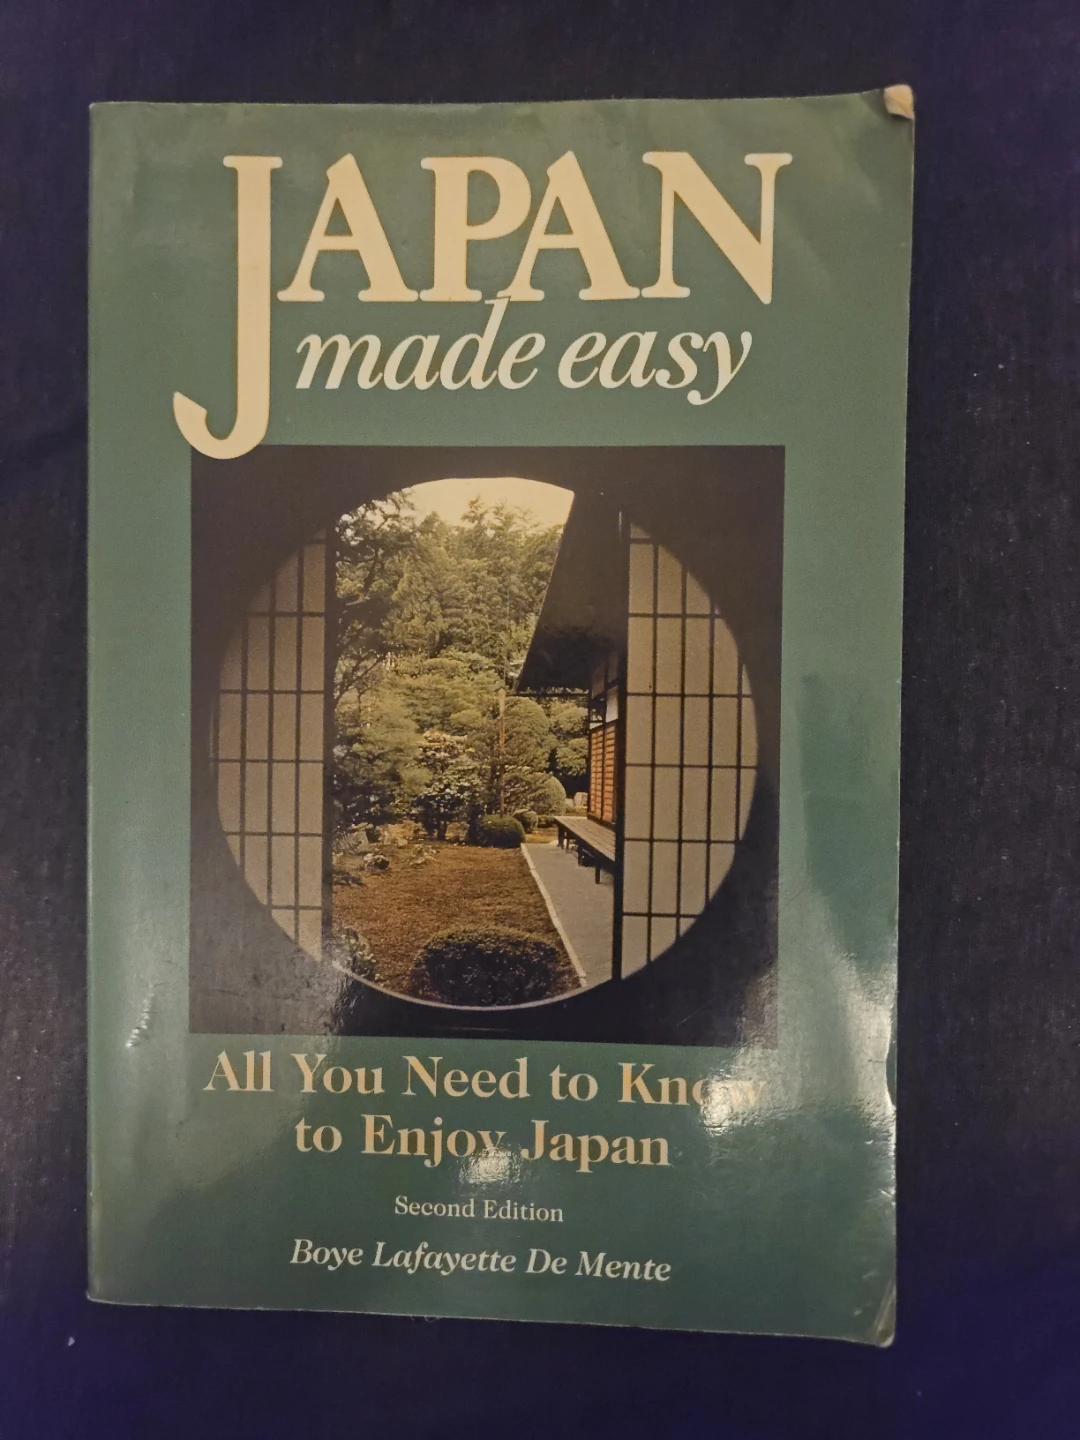 JAPAN
made easy
All You Need to Know
to Enjoy Japan
Second Edition
Boye Lafayette De Mente